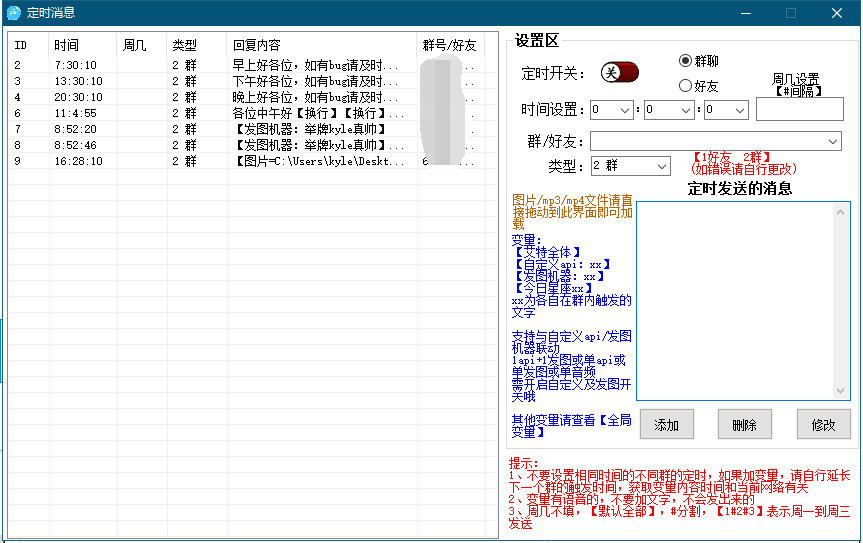 定时消息
ID 时间 周几 类型 回复内容 群号/好友
2 7:30:10 2 群 早上好各位，如有bug请及时...
3 13:30:10 2 群 下午好各位，如有bug请及时...
4 20:30:10 2 群 晚上好各位，如有bug请及时...
6 11:4:55 2 群 各位中午好【换行】【换行】...
7 8:52:20 2 群 【发图机器：举牌kyle真帅】
8 8:52:46 2 群 【发图机器：举牌kyle真帅】
9 16:28:10 2 群 【图片=C:\Users\kyle\Deskt... 6
设置区
定时开关： 关 群聊
好友
周几设置
【#间隔】
时间设置： 0 : 0 : 0
群/好友：
类型： 2 群
【1好友 2群】
(如错误请自行更改)
定时发送的消息
图片/mp3/mp4文件请直
接拖动到此界面即可加
载
变量：
【艾特全体】
【自定义api：xx】
【发图机器：xx】
【今日星座xx】
xx为各自在群内触发的
文字
支持与自定义api/发图
机器联动
1api+1发图或单api或
单发图或单音频
需开启自定义及发图开
关哦
其他变量请查看【全局
变量】
添加 删除 修改
提示：
1、不要设置相同时间的不同群的定时，如果加变量，请自行延长
下一个群的触发时间，获取变量内容时间和当前网络有关
2、变量有语音的，不要加文字，不会发出来的
3、周几不填，【默认全部】，#分割，【1#2#3】表示周一到周三
发送